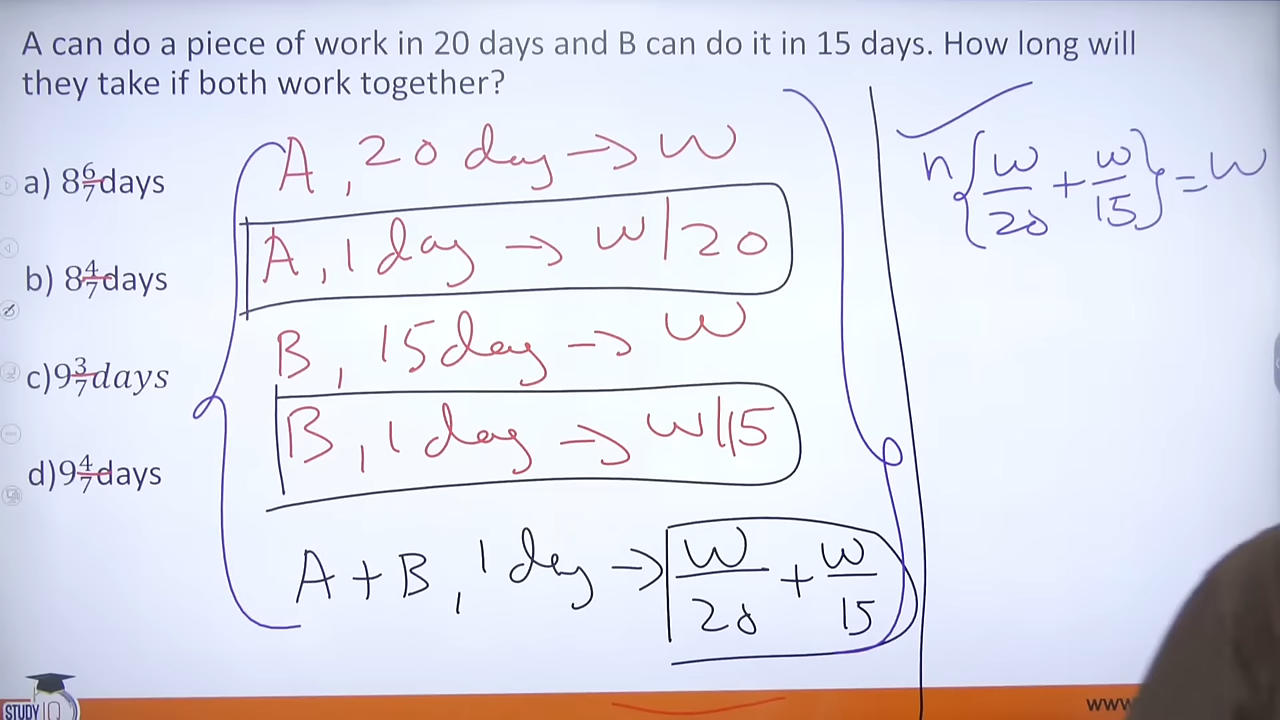 A can do a piece of work in 20 days and B can do it in 15 days. How long will
they take if both work together?
a) 8 6/7 days
b) 8 4/7 days
c) 9 3/7 days
d) 9 4/7 days
A, 20 day → W
A, 1 day → W/20
B, 15 day → W
B, 1 day → W/15
A+B, 1 day → W/20 + W/15
n{W/20 + W/15} = W
STUDY IQ
www